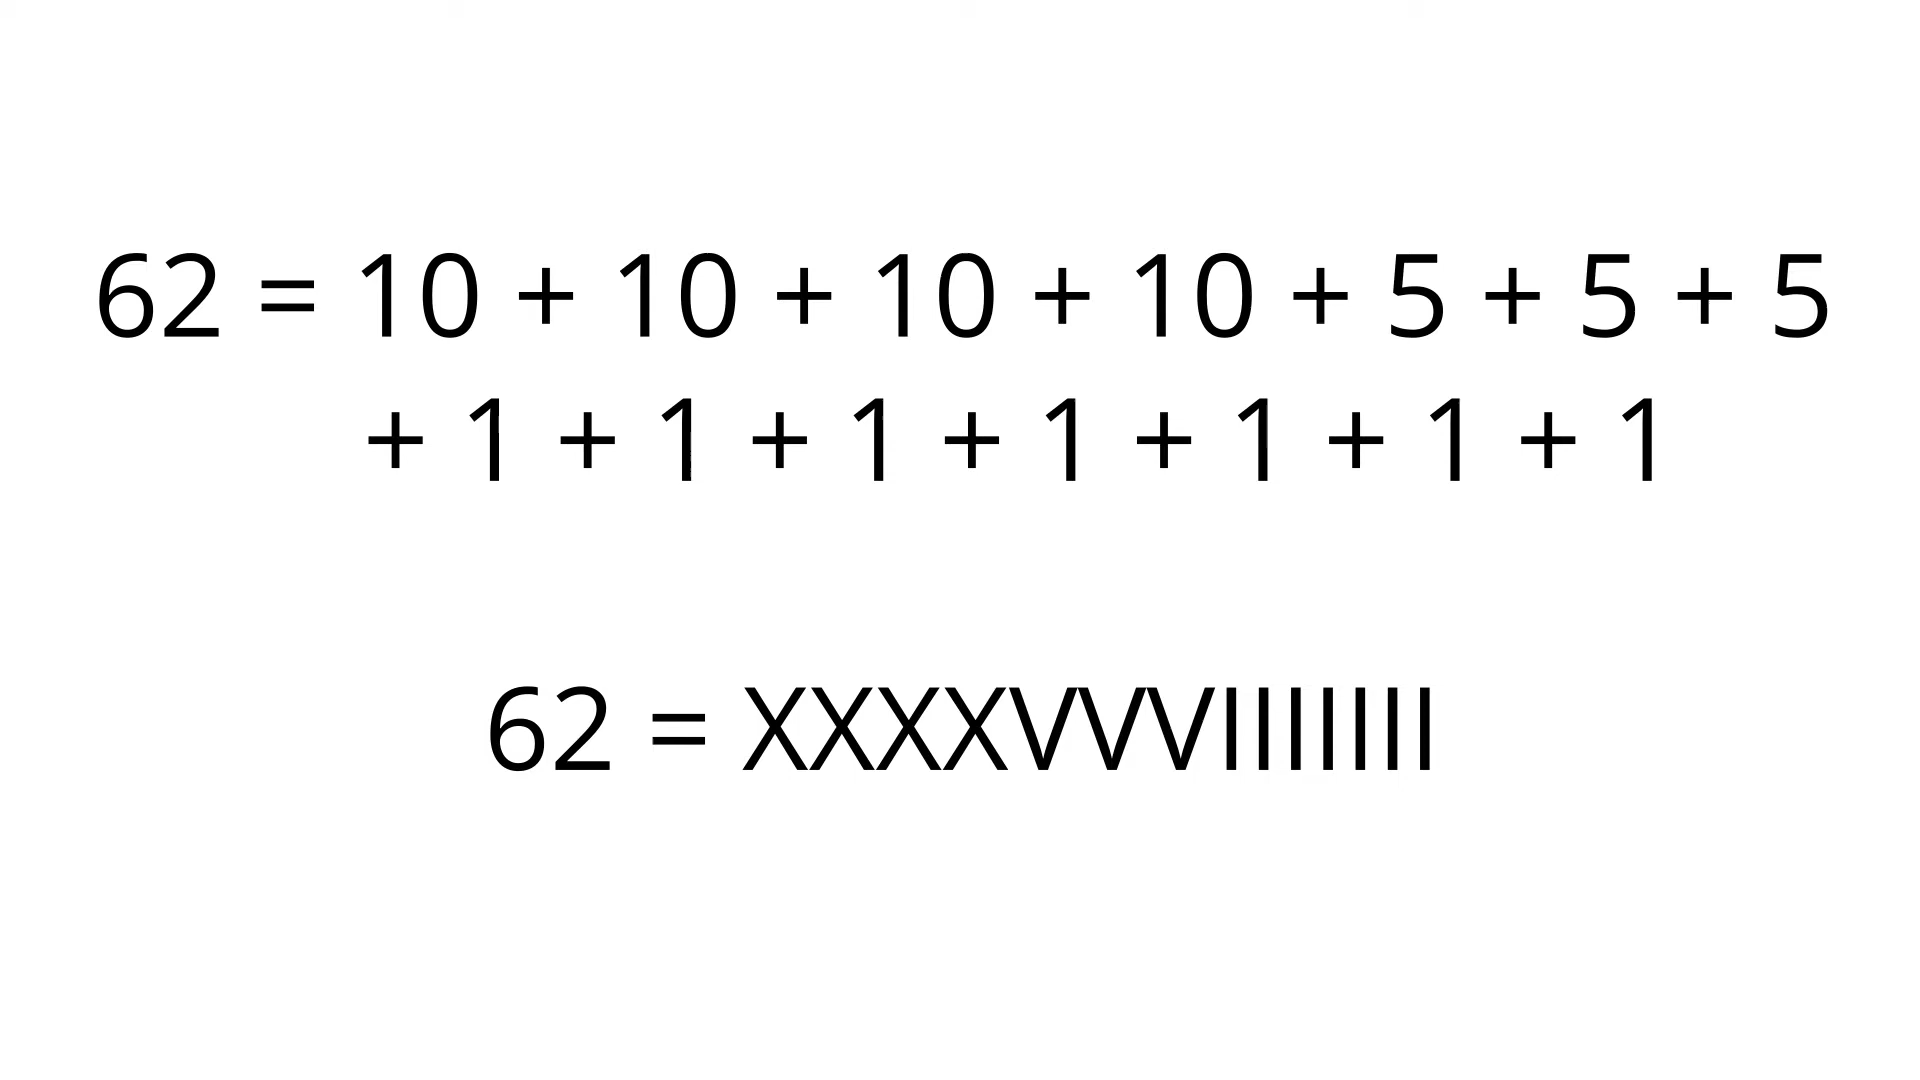 62 = 10 + 10 + 10 + 10 + 5 + 5 + 5
+ 1 + 1 + 1 + 1 + 1 + 1 + 1
62 = XXXXVVVIIIIIII